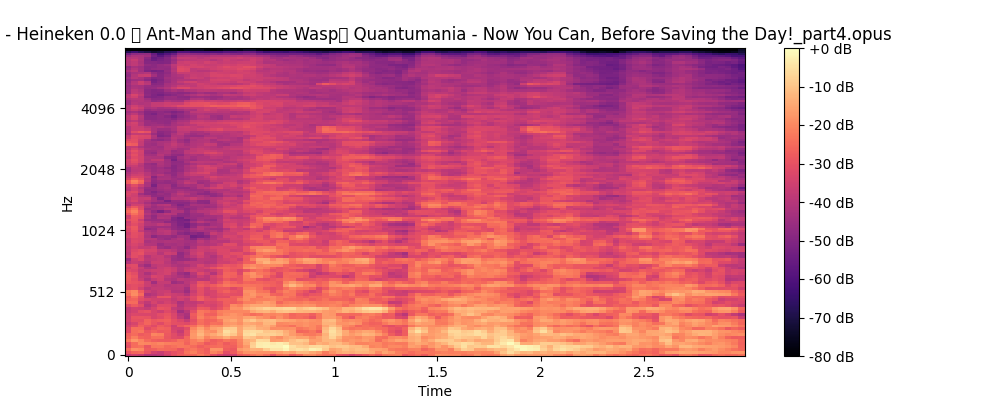 - Heineken 0.0 Ant-Man and The Wasp Quantumania - Now You Can, Before Saving the Day!_part4.opus
+0 dB
-10 dB
-20 dB
-30 dB
-40 dB
-50 dB
-60 dB
-70 dB
-80 dB
4096
2048
1024
512
0
Hz
0
0.5
1
1.5
2
2.5
Time